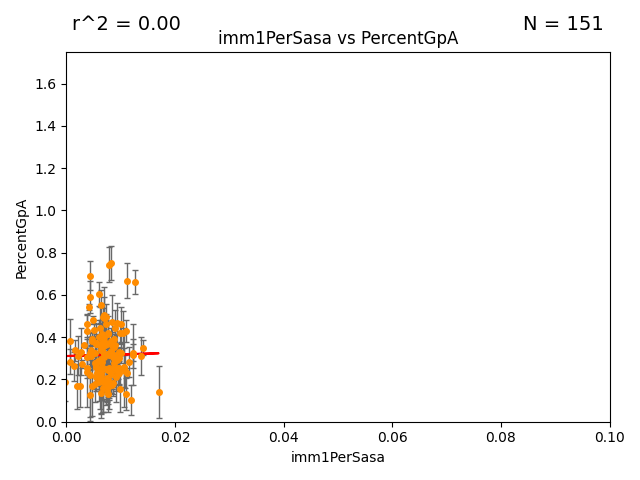 r^2 = 0.00
N = 151
imm1PerSasa vs PercentGpA
PercentGpA
1.6
1.4
1.2
1.0
0.8
0.6
0.4
0.2
0.0
0.00 0.02 0.04 0.06 0.08 0.10
imm1PerSasa